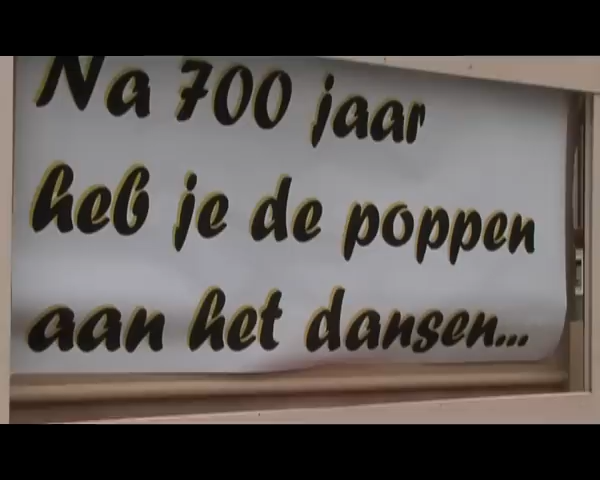 Na 700 jaar
heb je de poppen
aan het dansen...